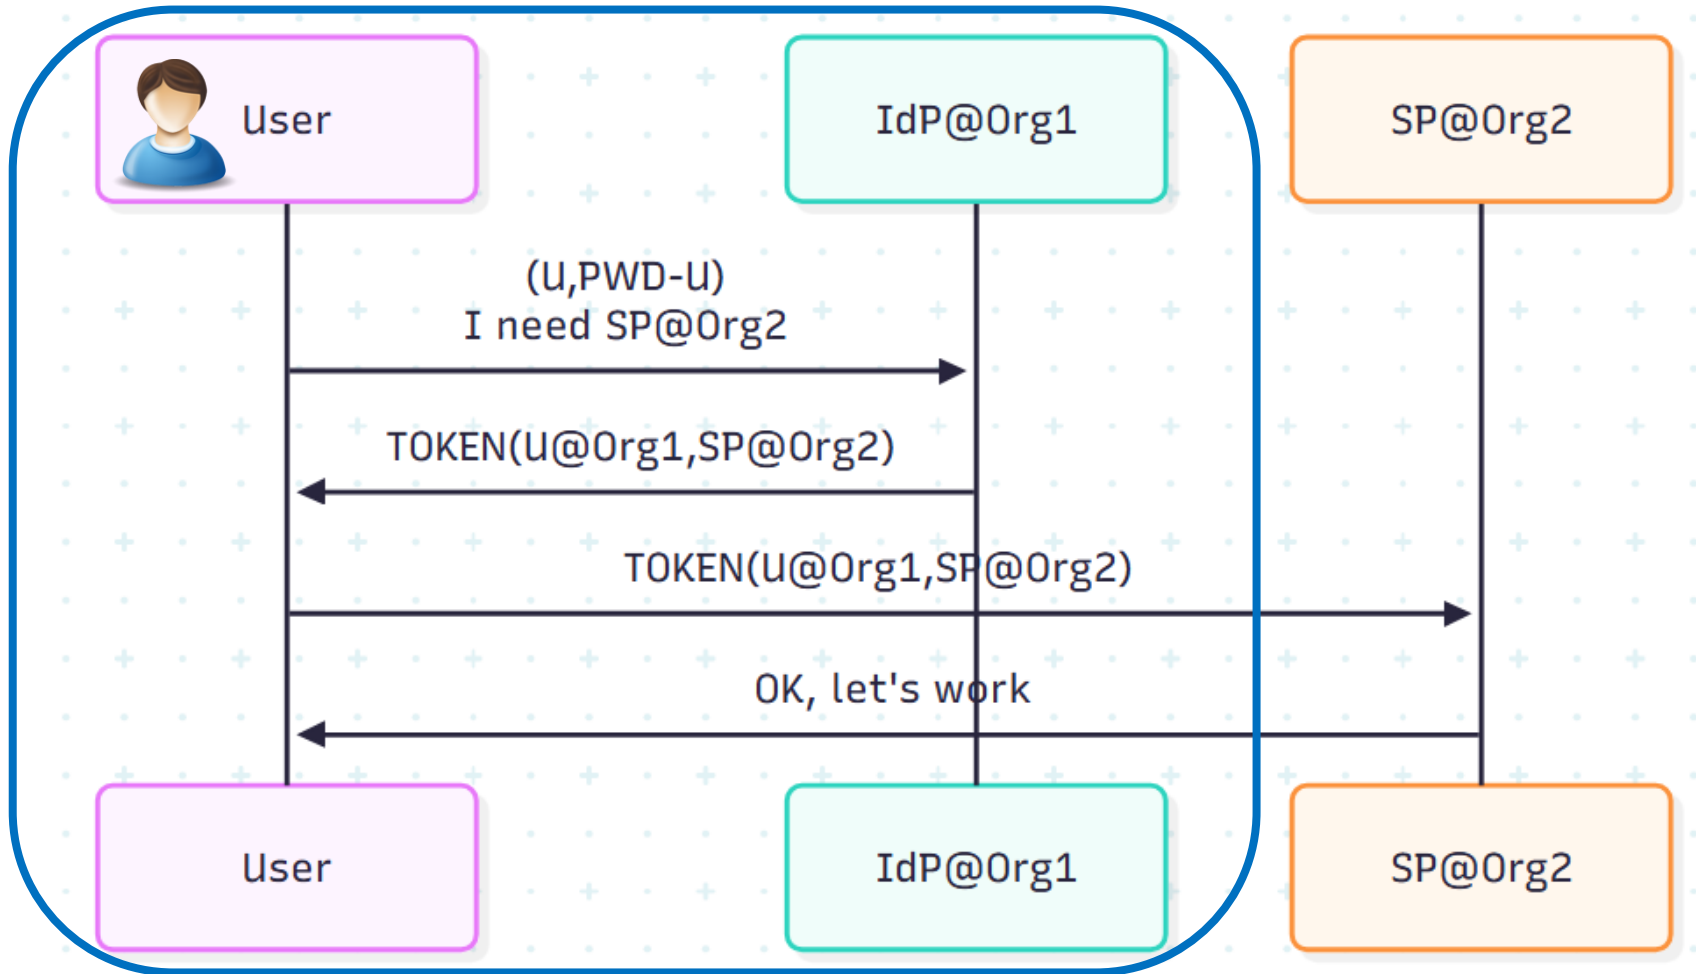 User
IdP@Org1
SP@Org2
(U,PWD-U)
I need SP@Org2
TOKEN(U@Org1,SP@Org2)
TOKEN(U@Org1,SP@Org2)
OK, let's work
User
IdP@Org1
SP@Org2